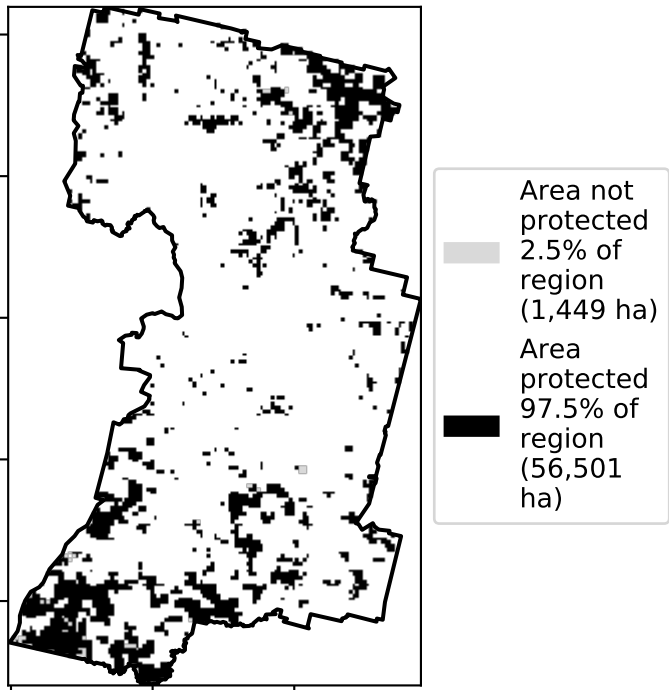 Area not
protected
2.5% of
region
(1,449 ha)
Area
protected
97.5% of
region
(56,501
ha)